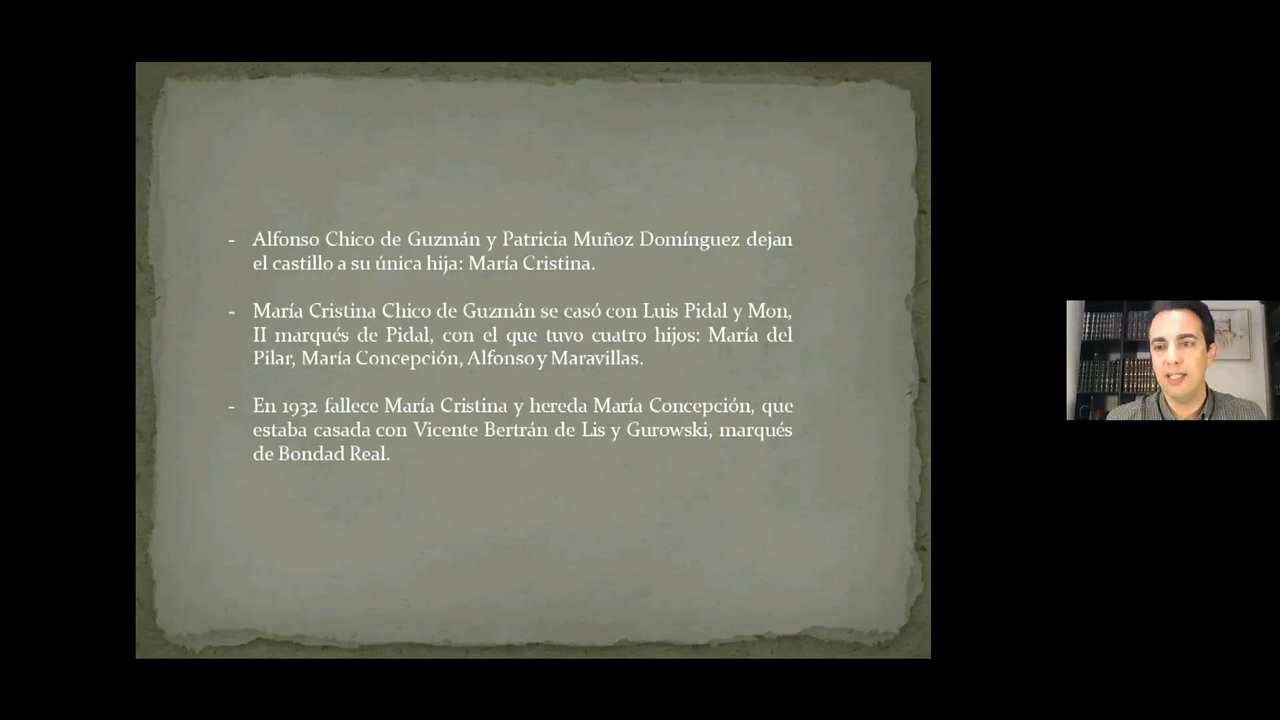 - Alfonso Chico de Guzmán y Patricia Muñoz Domínguez dejan
el castillo a su única hija: María Cristina.
- María Cristina Chico de Guzmán se casó con Luis Pidal y Mon,
II marqués de Pidal, con el que tuvo cuatro hijos: María del
Pilar, María Concepción, Alfonso y Maravillas.
- En 1932 fallece María Cristina y hereda María Concepción, que
estaba casada con Vicente Bertrán de Lis y Gurowski, marqués
de Bondad Real.